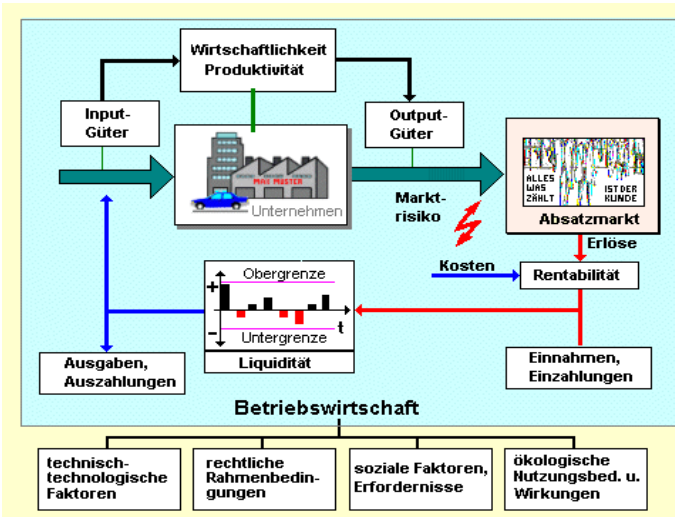 Wirtschaftlichkeit
Produktivität
Input-
Güter
Output-
Güter
MAX MUSTER
Unternehmen
Markt-
risiko
ALLES
WAS
ZÄHLT
IST DER
KUNDE
Absatzmarkt
Erlöse
Kosten
Rentabilität
Obergrenze
+
t
–
Untergrenze
Liquidität
Ausgaben,
Auszahlungen
Einnahmen,
Einzahlungen
Betriebswirtschaft
technisch-
technologische
Faktoren
rechtliche
Rahmenbedin-
gungen
soziale Faktoren,
Erfordernisse
ökologische
Nutzungsbed. u.
Wirkungen